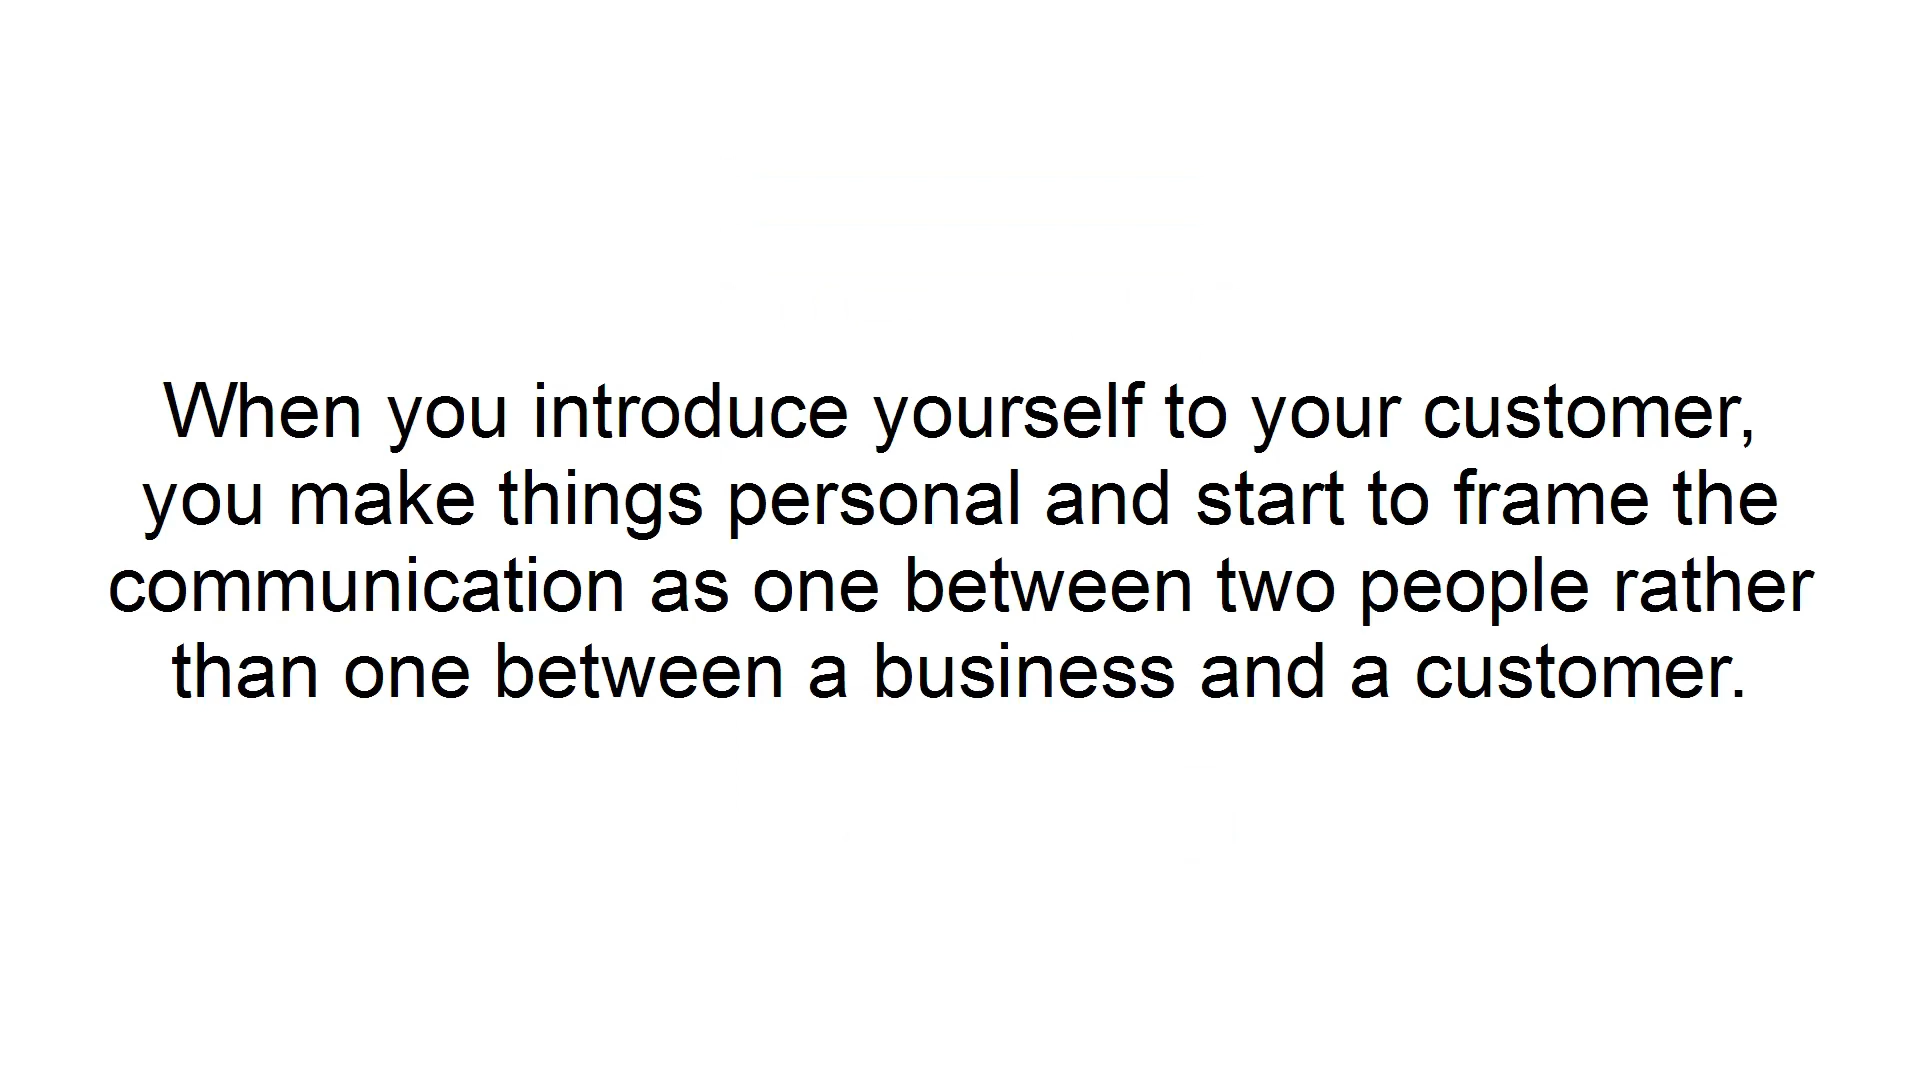 When you introduce yourself to your customer,
you make things personal and start to frame the
communication as one between two people rather
than one between a business and a customer.